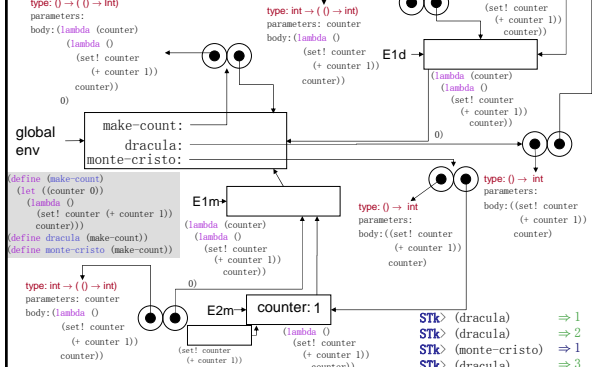 type: () → ( () → Int)
parameters:
body:(lambda (counter)
(lambda ()
(set! counter
(+ counter 1))
counter))
0)
type: int → ( () → int)
parameters: counter
body:(lambda ()
(set! counter
(+ counter 1))
counter))
(set! counter
(+ counter 1))
counter))
E1d
(lambda (counter)
(lambda ()
(set! counter
(+ counter 1))
counter))
0)
global
env
make-count:
dracula:
monte-cristo:
(define (make-count)
(let ((counter 0))
(lambda ()
(set! counter (+ counter 1))
counter)))
(define dracula (make-count))
(define monte-cristo (make-count))
E1m
(lambda (counter)
(lambda ()
(set! counter
(+ counter 1))
counter))
0)
type: () → int
parameters:
body:((set! counter
(+ counter 1))
counter)
type: () → int
parameters:
body:((set! counter
(+ counter 1))
counter)
type: int → ( () → int)
parameters: counter
body:(lambda ()
(set! counter
(+ counter 1))
counter))
E2m
counter: 1
(set! counter
(+ counter 1))
(lambda ()
(set! counter
(+ counter 1))
counter))
STk> (dracula) ⇒ 1
STk> (dracula) ⇒ 2
STk> (monte-cristo) ⇒ 1
STk> (dracula) ⇒ 3